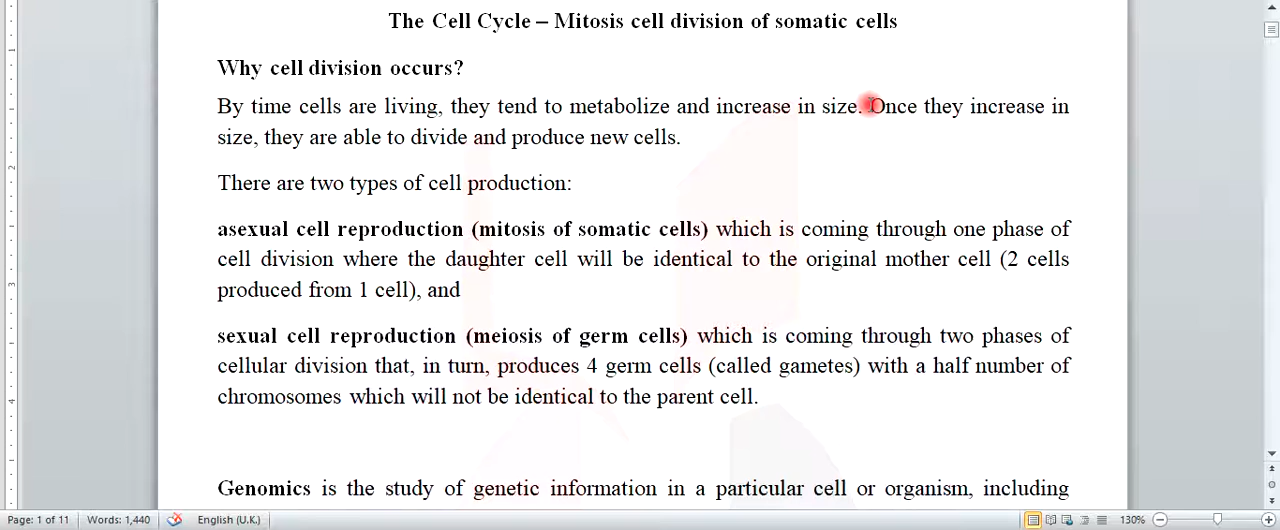 The Cell Cycle – Mitosis cell division of somatic cells
Why cell division occurs?
By time cells are living, they tend to metabolize and increase in size. Once they increase in
size, they are able to divide and produce new cells.
There are two types of cell production:
asexual cell reproduction (mitosis of somatic cells) which is coming through one phase of
cell division where the daughter cell will be identical to the original mother cell (2 cells
produced from 1 cell), and
sexual cell reproduction (meiosis of germ cells) which is coming through two phases of
cellular division that, in turn, produces 4 germ cells (called gametes) with a half number of
chromosomes which will not be identical to the parent cell.
Genomics is the study of genetic information in a particular cell or organism, including
Page: 1 of 11 Words: 1,440 English (U.K.) 130%
1
2
3
4